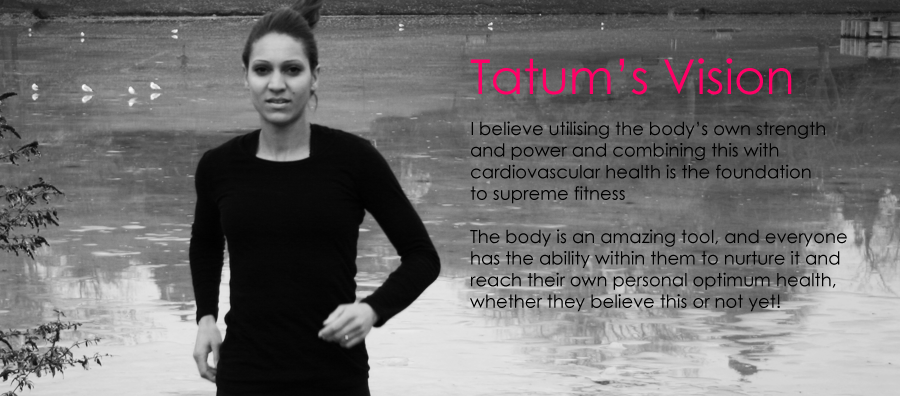 Tatum's Vision
I believe utilising the body's own strength
and power and combining this with
cardiovascular health is the foundation
to supreme fitness
The body is an amazing tool, and everyone
has the ability within them to nurture it and
reach their own personal optimum health,
whether they believe this or not yet!